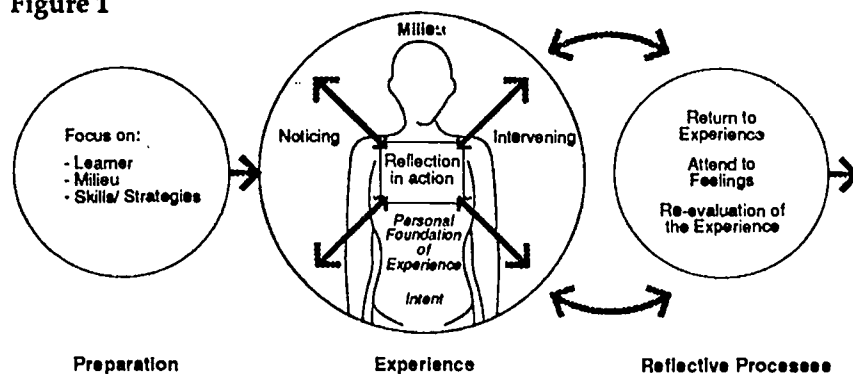 Figure 1
Focus on:
- Learner
- Milieu
- Skills/ Strategies
Preparation
Milieu
Noticing
Intervening
Reflection
in action
Personal
Foundation
of
Experience
Intent
Experience
Return to
Experience
Attend to
Feelings
Re-evaluation of
the Experience
Reflective Processes